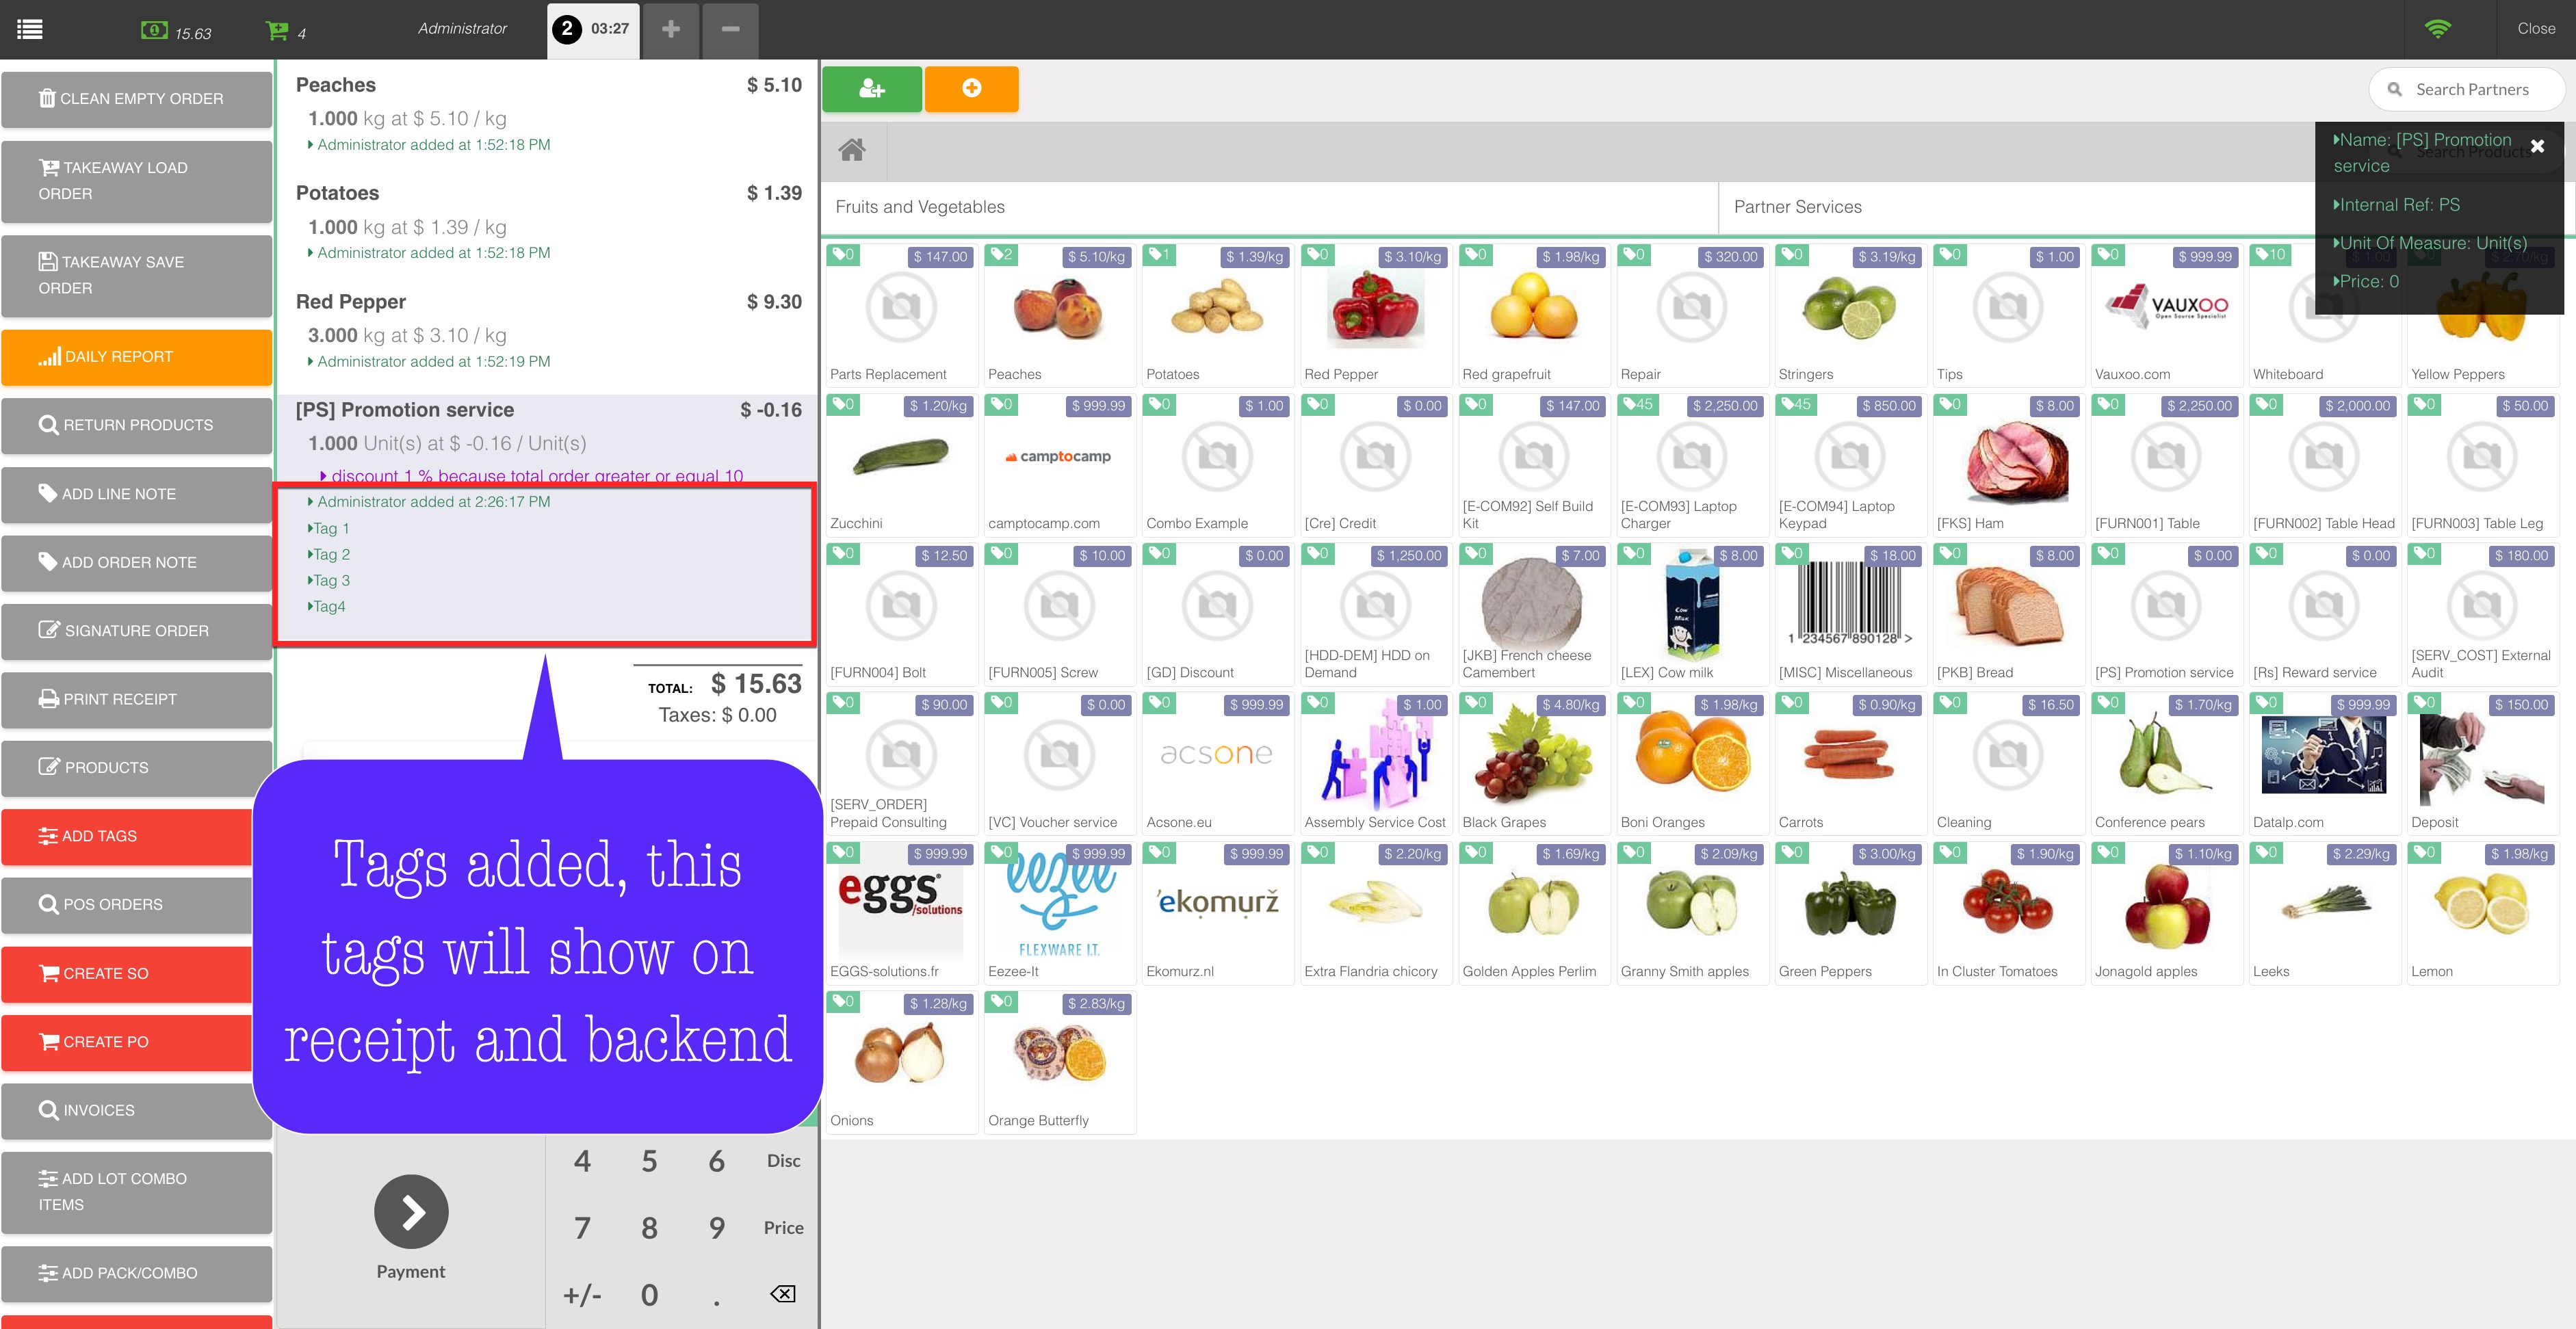 15.63
4
Administrator
2 03:27
Close
CLEAN EMPTY ORDER
TAKEAWAY LOAD
ORDER
TAKEAWAY SAVE
ORDER
DAILY REPORT
RETURN PRODUCTS
ADD LINE NOTE
ADD ORDER NOTE
SIGNATURE ORDER
PRINT RECEIPT
PRODUCTS
ADD TAGS
POS ORDERS
CREATE SO
CREATE PO
INVOICES
ADD LOT COMBO
ITEMS
ADD PACK/COMBO
Peaches $ 5.10
1.000 kg at $ 5.10 / kg
Administrator added at 1:52:18 PM
Potatoes $ 1.39
1.000 kg at $ 1.39 / kg
Administrator added at 1:52:18 PM
Red Pepper $ 9.30
3.000 kg at $ 3.10 / kg
Administrator added at 1:52:19 PM
[PS] Promotion service $ -0.16
1.000 Unit(s) at $ -0.16 / Unit(s)
discount 1 % because total order greater or equal 10
Administrator added at 2:26:17 PM
Tag 1
Tag 2
Tag 3
Tag4
TOTAL: $ 15.63
Taxes: $ 0.00
Tags added, this
tags will show on
receipt and backend
4 5 6 Disc
7 8 9 Price
+/- 0 .
Payment
Search Partners
Name: [PS] Promotion
service
Internal Ref: PS
Unit Of Measure: Unit(s)
Price: 0
Search Products
Fruits and Vegetables
Partner Services
0 $ 147.00
Parts Replacement
2 $ 5.10/kg
Peaches
1 $ 1.39/kg
Potatoes
0 $ 3.10/kg
Red Pepper
0 $ 1.98/kg
Red grapefruit
0 $ 320.00
Repair
0 $ 3.19/kg
Stringers
0 $ 1.00
Tips
0 $ 999.99
VAUXOO
Open Source Specialist
Vauxoo.com
10 $ 1.00
Whiteboard
0 $ 2.70/kg
Yellow Peppers
0 $ 1.20/kg
Zucchini
0 $ 999.99
camptocamp
camptocamp.com
0 $ 1.00
Combo Example
0 $ 0.00
[Cre] Credit
0 $ 147.00
[E-COM92] Self Build
Kit
45 $ 2,250.00
[E-COM93] Laptop
Charger
45 $ 850.00
[E-COM94] Laptop
Keypad
0 $ 8.00
[FKS] Ham
0 $ 2,250.00
[FURN001] Table
0 $ 2,000.00
[FURN002] Table Head
0 $ 50.00
[FURN003] Table Leg
0 $ 12.50
[FURN004] Bolt
0 $ 10.00
[FURN005] Screw
0 $ 0.00
[GD] Discount
0 $ 1,250.00
[HDD-DEM] HDD on
Demand
0 $ 7.00
[JKB] French cheese
Camembert
0 $ 8.00
Cow
Milk
[LEX] Cow milk
0 $ 18.00
1 234567 890128 >
[MISC] Miscellaneous
0 $ 8.00
[PKB] Bread
0 $ 0.00
[PS] Promotion service
0 $ 0.00
[Rs] Reward service
0 $ 180.00
[SERV_COST] External
Audit
0 $ 90.00
[SERV_ORDER]
Prepaid Consulting
0 $ 0.00
[VC] Voucher service
0 $ 999.99
acsone
Acsone.eu
0 $ 1.00
Assembly Service Cost
0 $ 4.80/kg
Black Grapes
0 $ 1.98/kg
Boni Oranges
0 $ 0.90/kg
Carrots
0 $ 16.50
Cleaning
0 $ 1.70/kg
Conference pears
0 $ 999.99
Datalp.com
0 $ 150.00
Deposit
0 $ 999.99
eggs
/solutions
EGGS-solutions.fr
0 $ 999.99
eezee
FLEXWARE I.T.
Eezee-It
0 $ 999.99
'ekomurž
Ekomurz.nl
0 $ 2.20/kg
Extra Flandria chicory
0 $ 1.69/kg
Golden Apples Perlim
0 $ 2.09/kg
Granny Smith apples
0 $ 3.00/kg
Green Peppers
0 $ 1.90/kg
In Cluster Tomatoes
0 $ 1.10/kg
Jonagold apples
0 $ 2.29/kg
Leeks
0 $ 1.98/kg
Lemon
0 $ 1.28/kg
Onions
0 $ 2.83/kg
Orange Butterfly